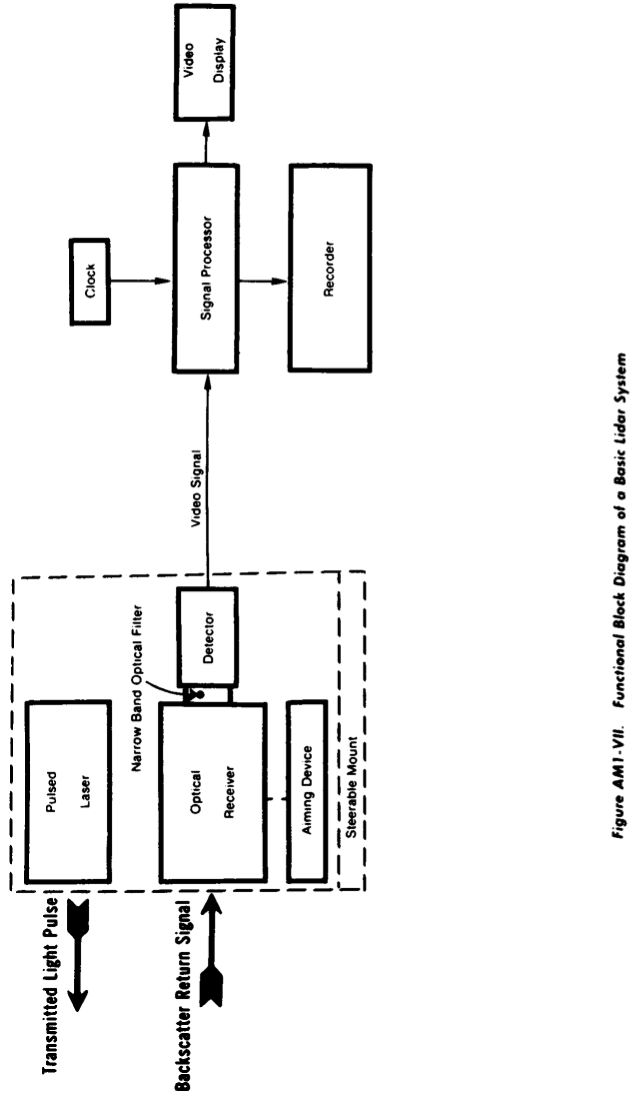 Transmitted Light Pulse
Pulsed
Laser
Backscatter Return Signal
Optical
Receiver
Narrow Band Optical Filter
Detector
Aiming Device
Steerable Mount
Video Signal
Clock
Signal Processor
Recorder
Video
Display
Figure AM1-VII. Functional Block Diagram of a Basic Lidar System